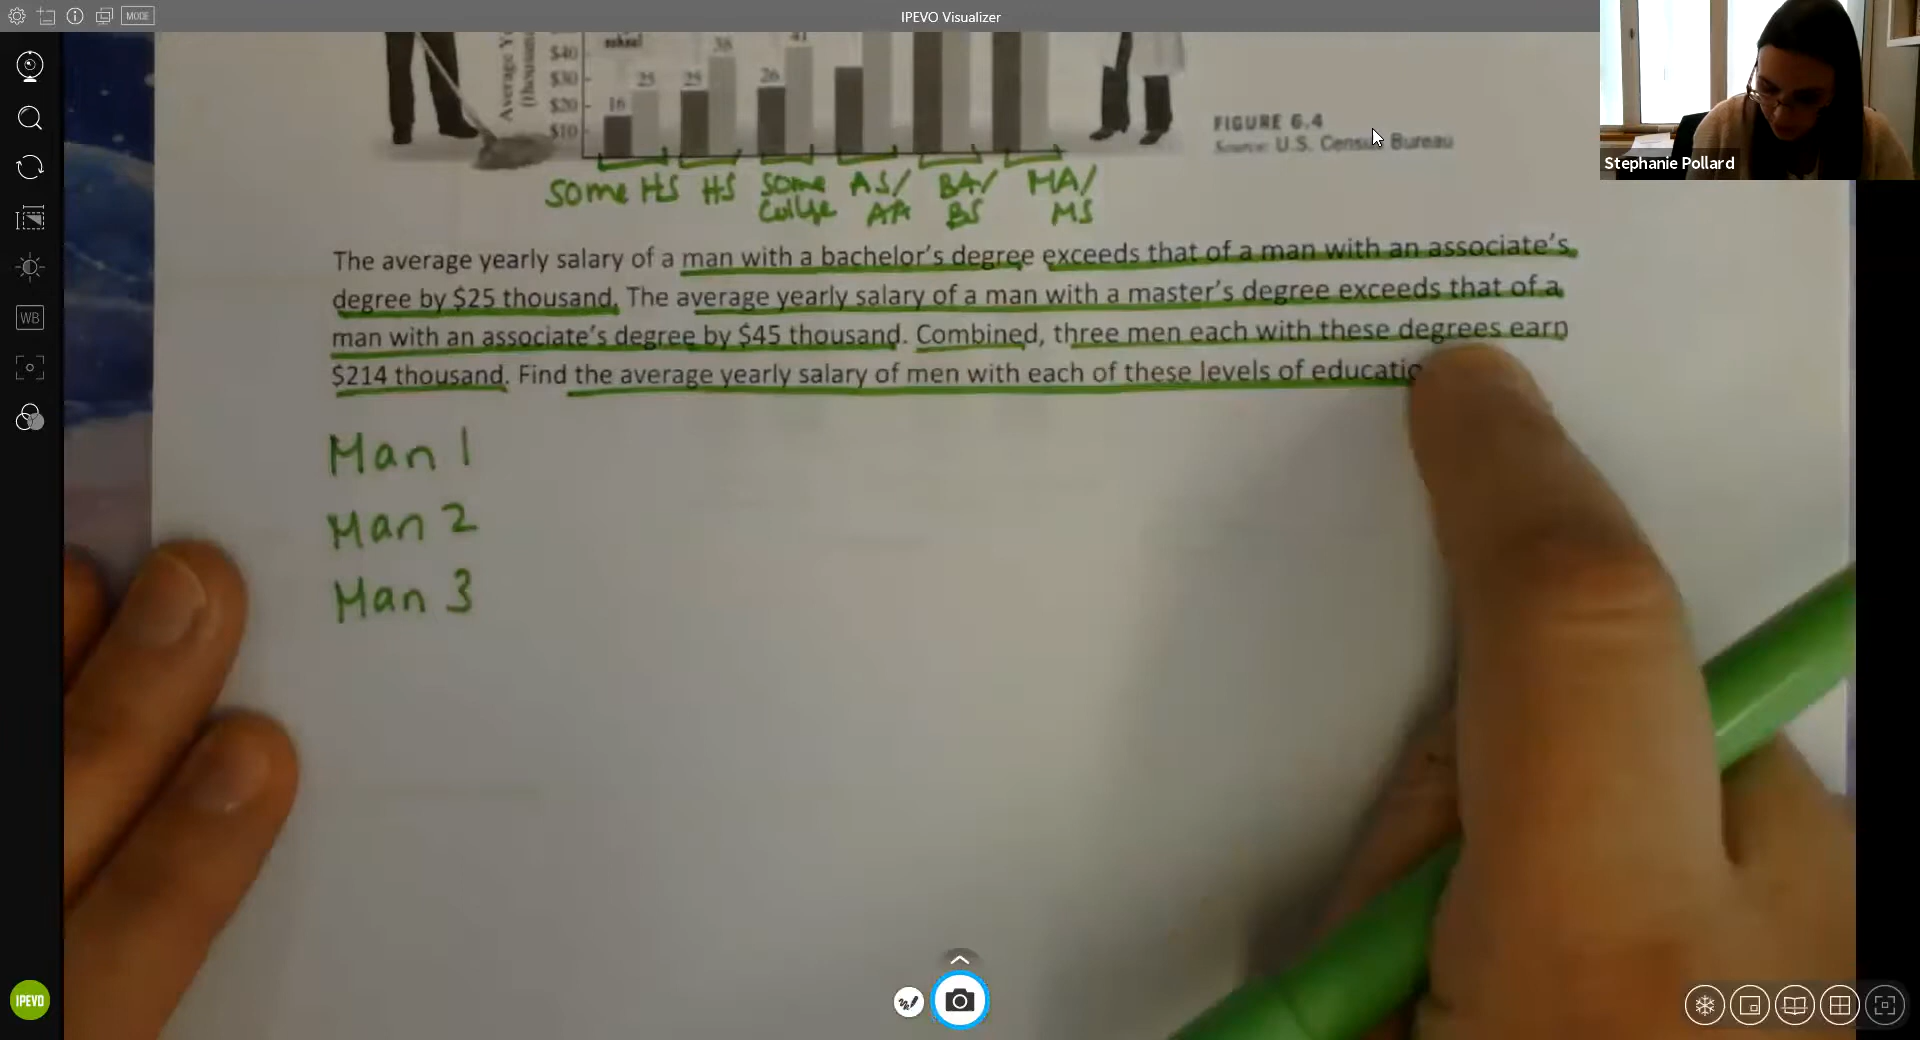 MODE
IPEVO Visualizer
Average
$40
$30
$20
$10
school
16
25
25
38
26
41
FIGURE 6.4
Source: U.S. Census Bureau
Stephanie Pollard
Some HS
HS
Some
College
AS/
AA
BA/
BS
MA/
MS
WB
The average yearly salary of a man with a bachelor's degree exceeds that of a man with an associate's
degree by $25 thousand. The average yearly salary of a man with a master's degree exceeds that of a
man with an associate's degree by $45 thousand. Combined, three men each with these degrees earn
$214 thousand. Find the average yearly salary of men with each of these levels of
Man 1
Man 2
Man 3
IPEVO